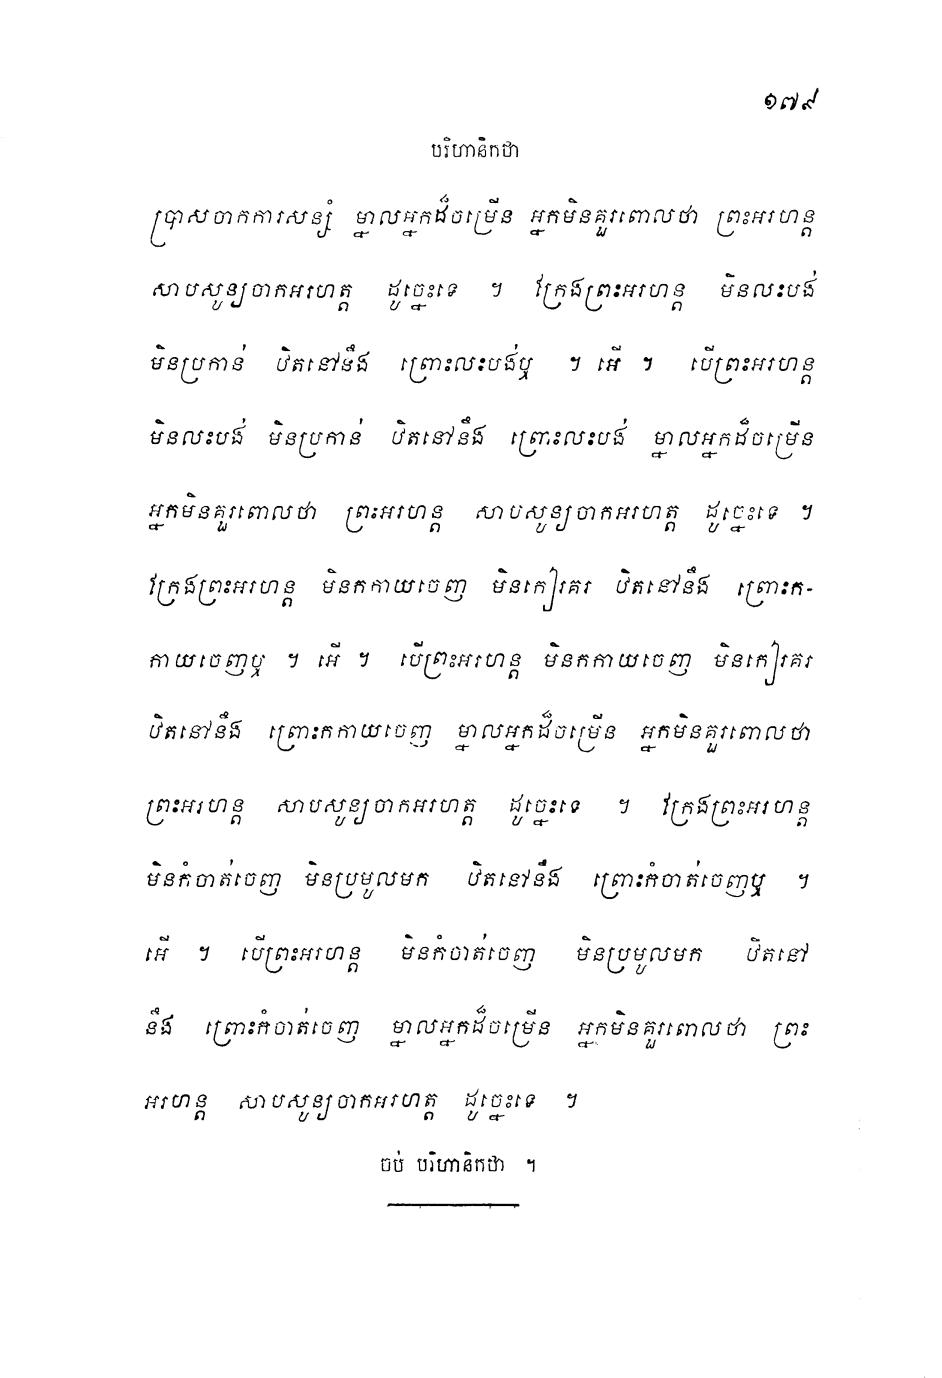 ១៧៩
បរិហានិកថា
ប្រាសចាកការសន្សំ ម្នាលអ្នកដ៏ចម្រើន អ្នកមិនគួរពោលថា ព្រះអរហន្ត
សាបសូន្យចាកអរហត្ត ដូច្នេះទេ ។ វ័ក្រែងព្រះអរហន្ត មិនលះបង់
មិនប្រកាន់ ឋិតនៅនឹង ព្រោះលះបង់ឬ ។ អើ ។ បើព្រះអរហន្ត
មិនលះបង់ មិនប្រកាន់ ឋិតនៅនឹង ព្រោះលះបង់ ម្នាលអ្នកដ៏ចម្រើន
អ្នកមិនគួរពោលថា ព្រះអរហន្ត សាបសូន្យចាកអរហត្ត ដូច្នេះទេ ។
វ័ក្រែងព្រះអរហន្ត មិនកកាយចេញ មិនកៀរគរ ឋិតនៅនឹង ព្រោះក-
កាយចេញឬ ។ អើ ។ បើព្រះអរហន្ត មិនកកាយចេញ មិនកៀរគរ
ឋិតនៅនឹង ព្រោះកកាយចេញ ម្នាលអ្នកដ៏ចម្រើន អ្នកមិនគួរពោលថា
ព្រះអរហន្ត សាបសូន្យចាកអរហត្ត ដូច្នេះទេ ។ វ័ក្រែងព្រះអរហន្ត
មិនកំចាត់ចេញ មិនប្រមូលមក ឋិតនៅនឹង ព្រោះកំចាត់ចេញឬ ។
អើ ។ បើព្រះអរហន្ត មិនកំចាត់ចេញ មិនប្រមូលមក ឋិតនៅ
នឹង ព្រោះកំចាត់ចេញ ម្នាលអ្នកដ៏ចម្រើន អ្នកមិនគួរពោលថា ព្រះ
អរហន្ត សាបសូន្យចាកអរហត្ត ដូច្នេះទេ ។
ចប់ បរិហានិកថា ។